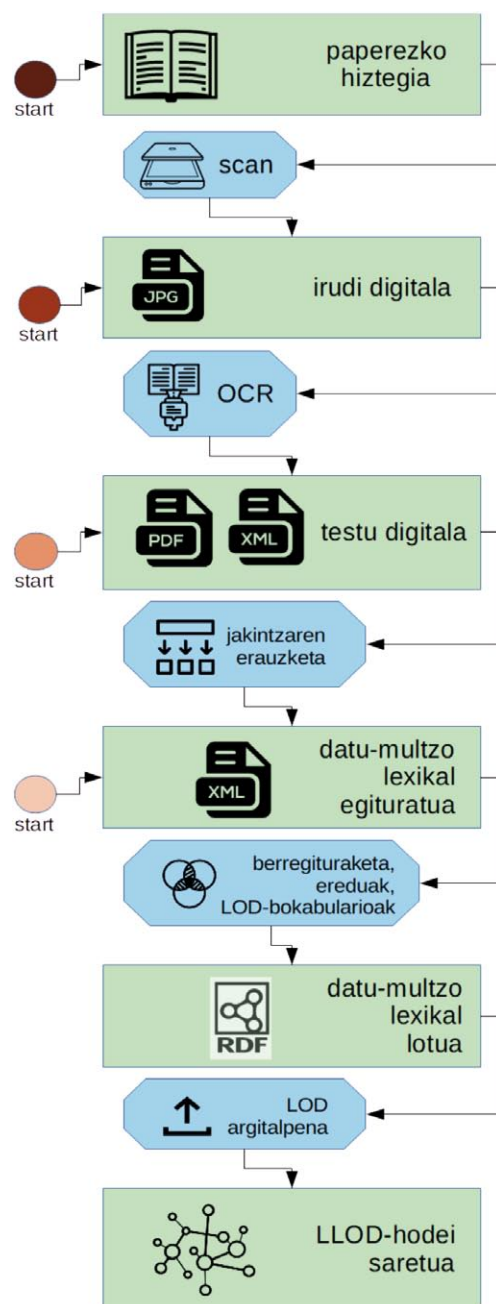 paperezko
hiztegia
start
scan
JPG
irudi digitala
start
OCR
PDF
XML
testu digitala
start
jakintzaren
erauzketa
XML
datu-multzo
lexikal
egituratua
start
berregituraketa,
ereduak,
LOD-bokabularioak
RDF
datu-multzo
lexikal
lotua
LOD
argitalpena
LLOD-hodei
saretua